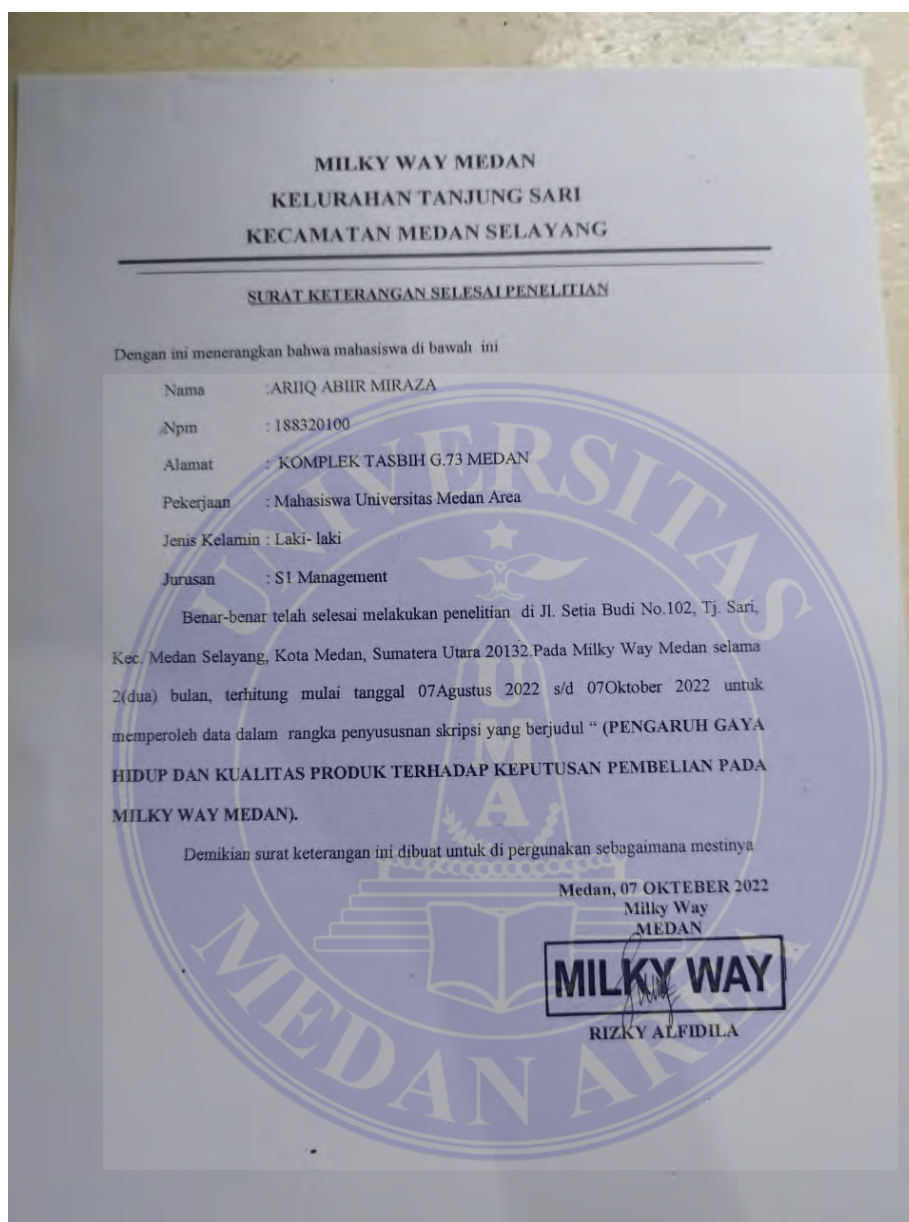 MILKY WAY MEDAN
KELURAHAN TANJUNG SARI
KECAMATAN MEDAN SELAYANG
SURAT KETERANGAN SELESAI PENELITIAN
Dengan ini menerangkan bahwa mahasiswa di bawah ini
Nama :ARIIQ ABIIR MIRAZA
Npm : 188320100
Alamat : KOMPLEK TASBIH G.73 MEDAN
Pekerjaan : Mahasiswa Universitas Medan Area
Jenis Kelamin : Laki- laki
Jurusan : S1 Management
Benar-benar telah selesai melakukan penelitian di Jl. Setia Budi No.102, Tj. Sari,
Kec. Medan Selayang, Kota Medan, Sumatera Utara 20132.Pada Milky Way Medan selama
2(dua) bulan, terhitung mulai tanggal 07Agustus 2022 s/d 07Oktober 2022 untuk
memperoleh data dalam rangka penyususnan skripsi yang berjudul “ (PENGARUH GAYA
HIDUP DAN KUALITAS PRODUK TERHADAP KEPUTUSAN PEMBELIAN PADA
MILKY WAY MEDAN).
Demikian surat keterangan ini dibuat untuk di pergunakan sebagaimana mestinya
Medan, 07 OKTEBER 2022
Milky Way
MEDAN
MILKY WAY
RIZKY ALFIDILA
UNIVERSITAS
MEDAN AREA
UMA